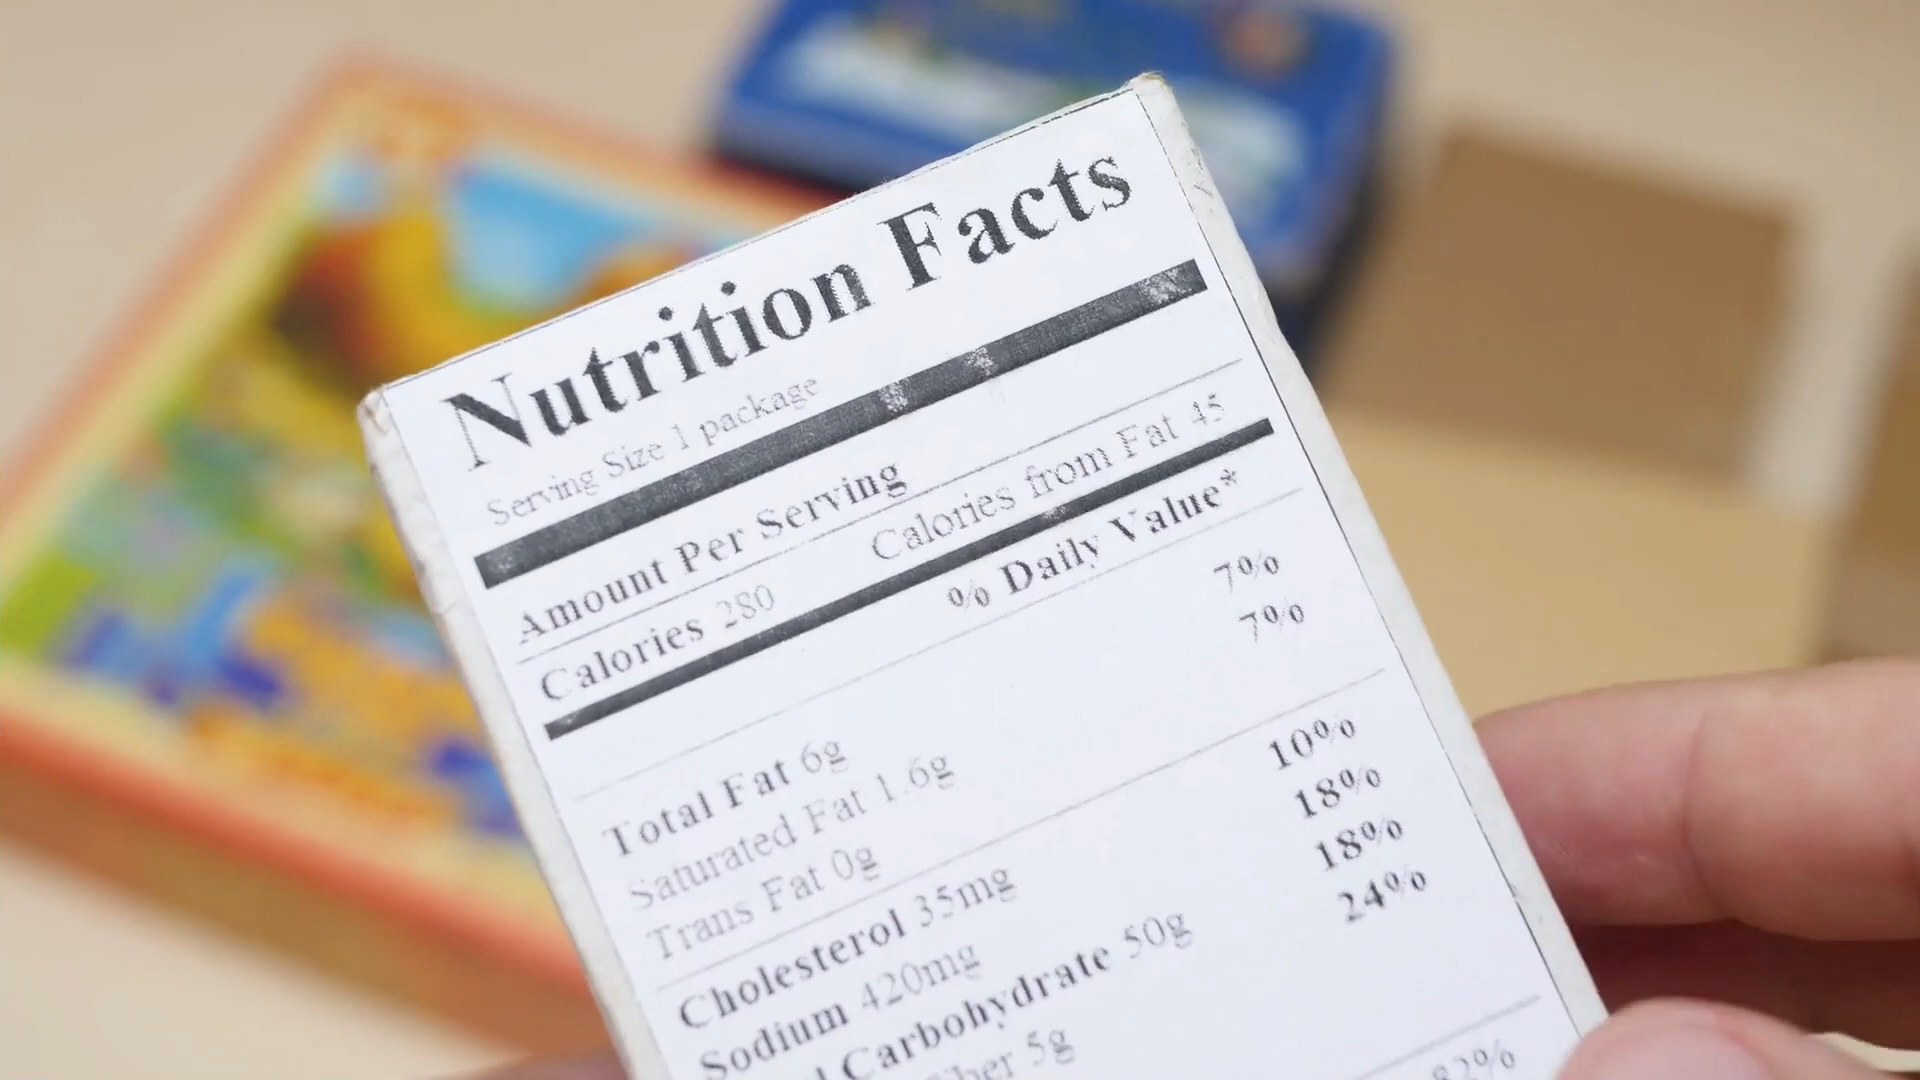 Nutrition Facts
Serving Size 1 package
Amount Per Serving
Calories 280 Calories from Fat 45
% Daily Value*
Total Fat 6g 7%
Saturated Fat 1.6g 7%
Trans Fat 0g
Cholesterol 35mg 10%
Sodium 420mg 18%
Carbohydrate 50g 18%
5g 24%
82%